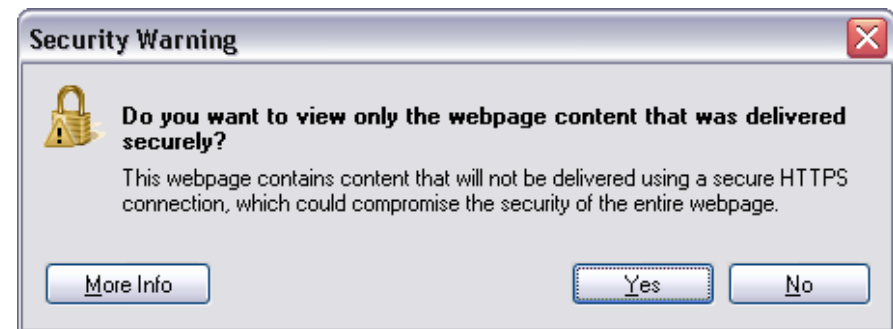 Security Warning
Do you want to view only the webpage content that was delivered
securely?
This webpage contains content that will not be delivered using a secure HTTPS
connection, which could compromise the security of the entire webpage.
More Info
Yes
No